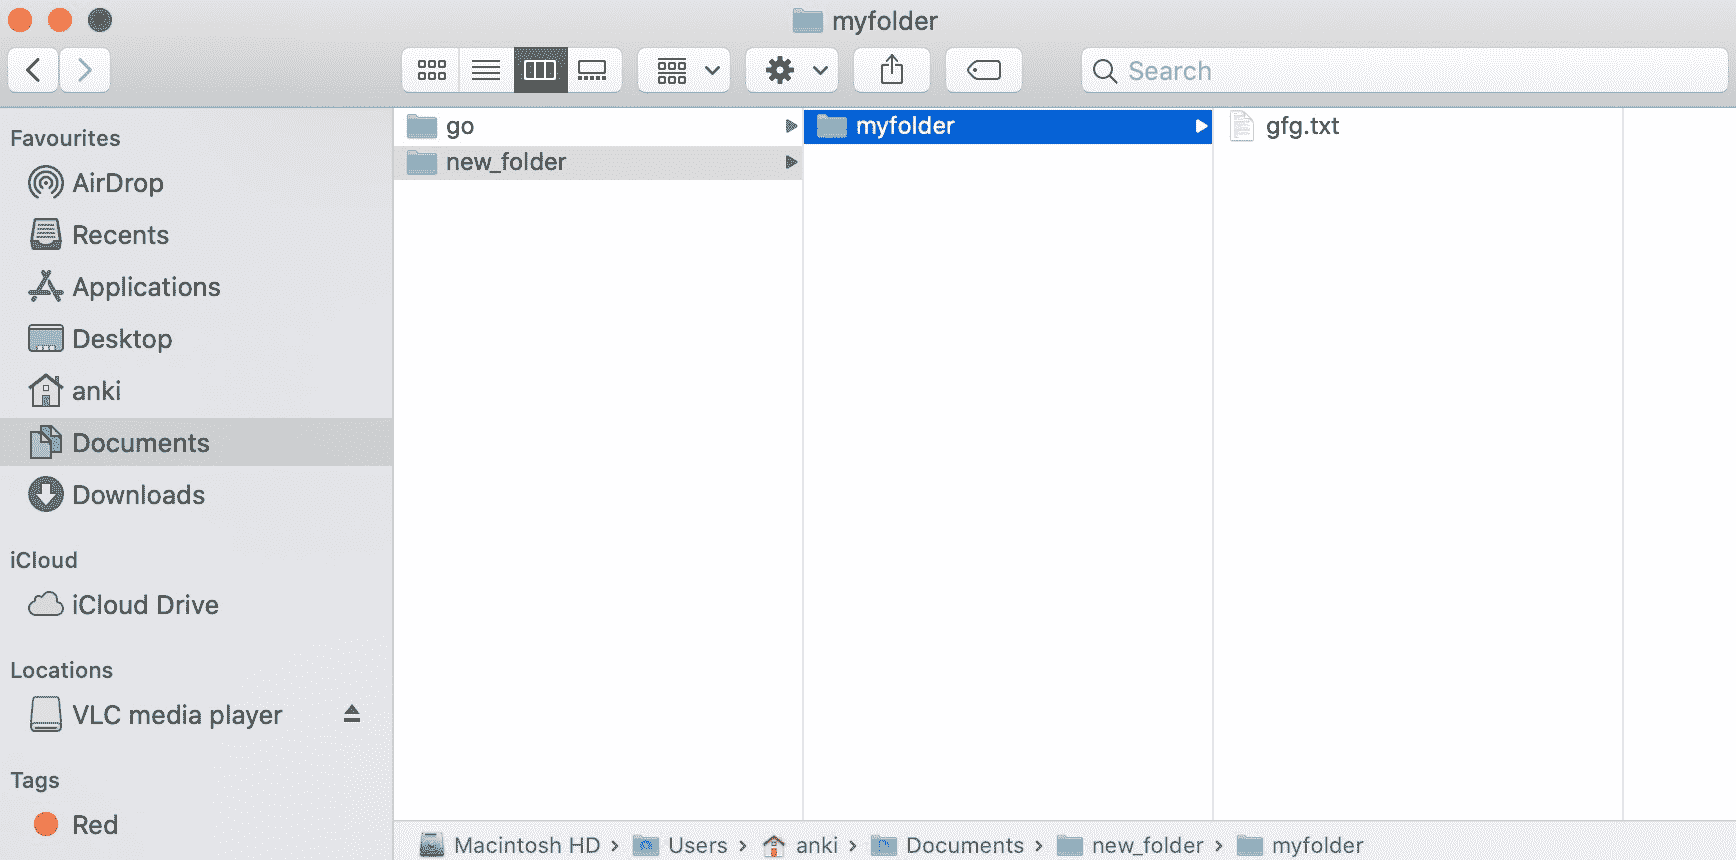 myfolder
Search
Favourites
AirDrop
Recents
Applications
Desktop
anki
Documents
Downloads
iCloud
iCloud Drive
Locations
VLC media player
Tags
Red
go
new_folder
myfolder
gfg.txt
Macintosh HD › Users › anki › Documents › new_folder › myfolder